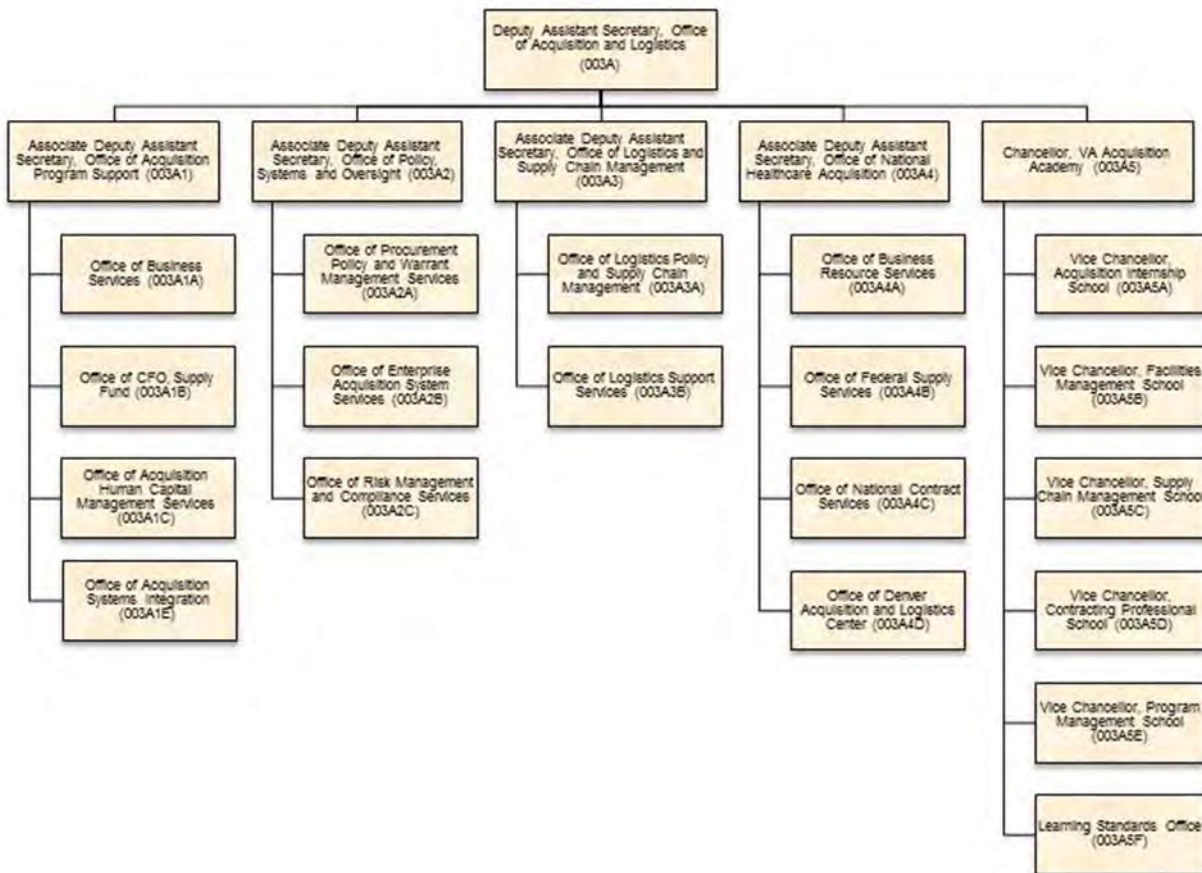 Deputy Assistant Secretary, Office
of Acquisition and Logistics
(003A)
Associate Deputy Assistant
Secretary, Office of Acquisition
Program Support (003A1)
Office of Business
Services (003A1A)
Office of CFO, Supply
Fund (003A1B)
Office of Acquisition
Human Capital
Management Services
(003A1C)
Office of Acquisition
Systems Integration
(003A1E)
Associate Deputy Assistant
Secretary, Office of Policy,
Systems and Oversight (003A2)
Office of Procurement
Policy and Warrant
Management Services
(003A2A)
Office of Enterprise
Acquisition System
Services (003A2B)
Office of Risk Management
and Compliance Services
(003A2C)
Associate Deputy Assistant
Secretary, Office of Logistics and
Supply Chain Management
(003A3)
Office of Logistics Policy
and Supply Chain
Management (003A3A)
Office of Logistics Support
Services (003A3B)
Associate Deputy Assistant
Secretary, Office of National
Healthcare Acquisition (003A4)
Office of Business
Resource Services
(003A4A)
Office of Federal Supply
Services (003A4B)
Office of National Contract
Services (003A4C)
Office of Denver
Acquisition and Logistics
Center (003A4D)
Chancellor, VA Acquisition
Academy (003A5)
Vice Chancellor,
Acquisition Internship
School (003A5A)
Vice Chancellor, Facilities
Management School
(003A5B)
Vice Chancellor, Supply
Chain Management School
(003A5C)
Vice Chancellor,
Contracting Professional
School (003A5D)
Vice Chancellor, Program
Management School
(003A5E)
Learning Standards Office
(003A5F)